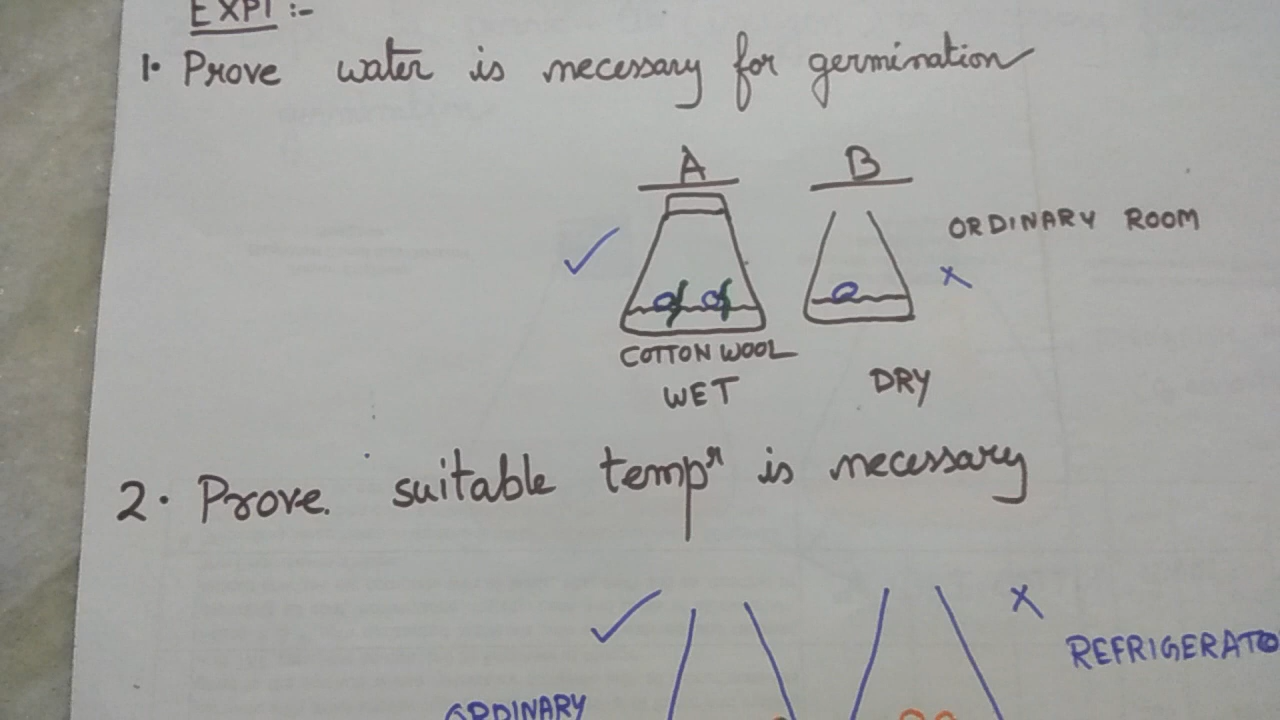 EXPT :-
1. Prove water is necessary for germination
A B
ORDINARY ROOM
COTTON WOOL
WET
DRY
2. Prove. suitable tempr is necessary
REFRIGERATO
ORDINARY